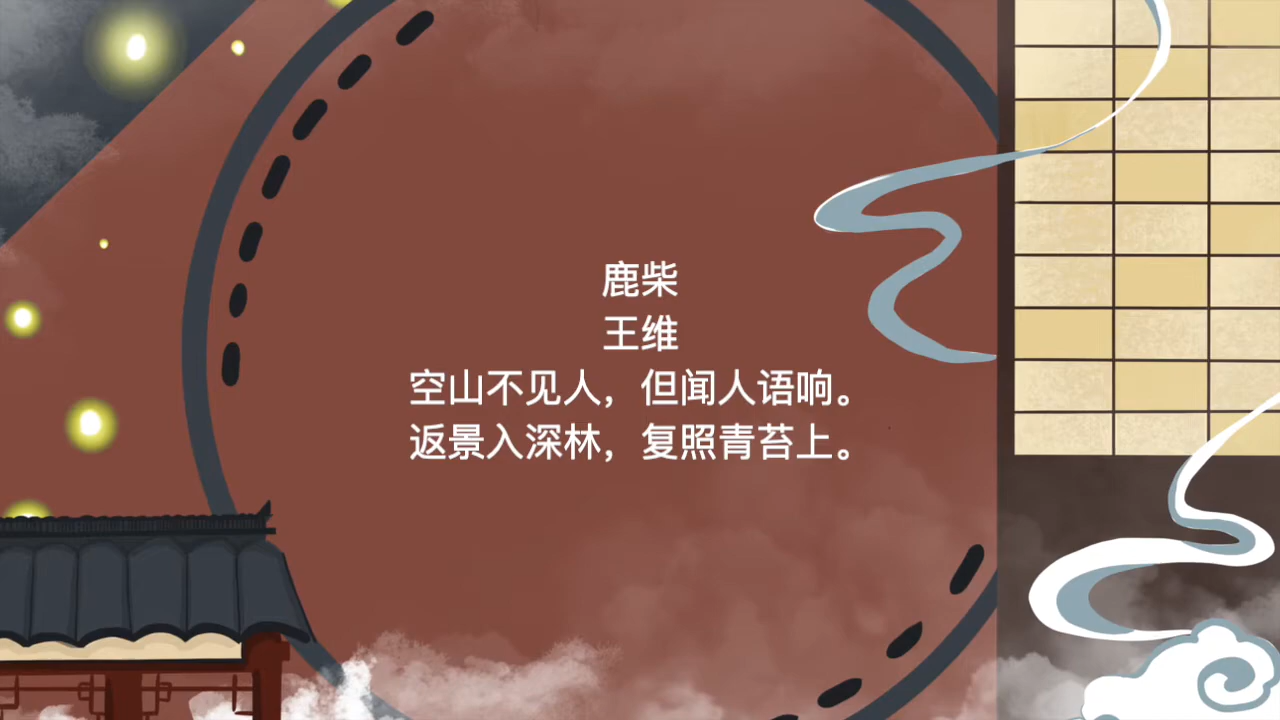 鹿柴
王维
空山不见人，但闻人语响。
返景入深林，复照青苔上。